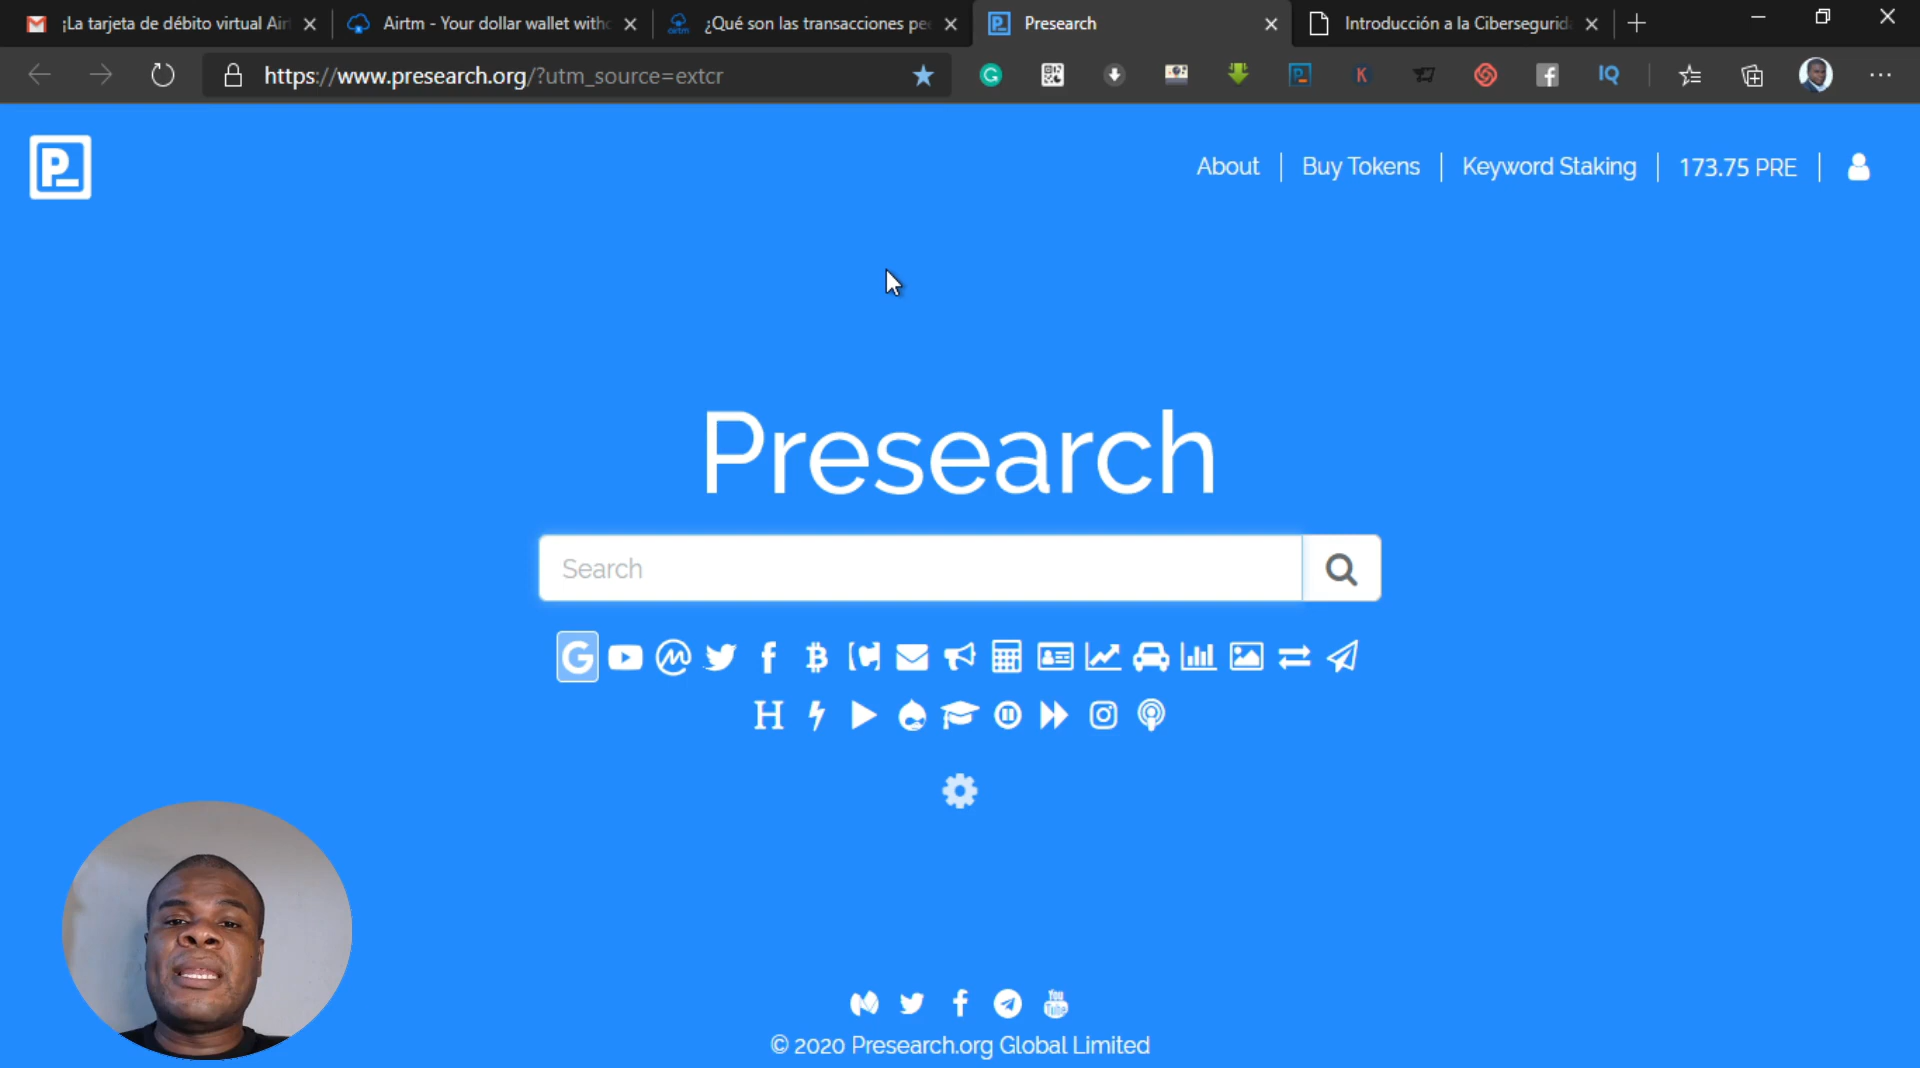 ¡La tarjeta de débito virtual Air
Airtm - Your dollar wallet witho
¿Qué son las transacciones pe
Presearch
Introducción a la Cibersegurid
https://www.presearch.org/?utm_source=extcr
About
Buy Tokens
Keyword Staking
173.75 PRE
Presearch
Search
© 2020 Presearch.org Global Limited